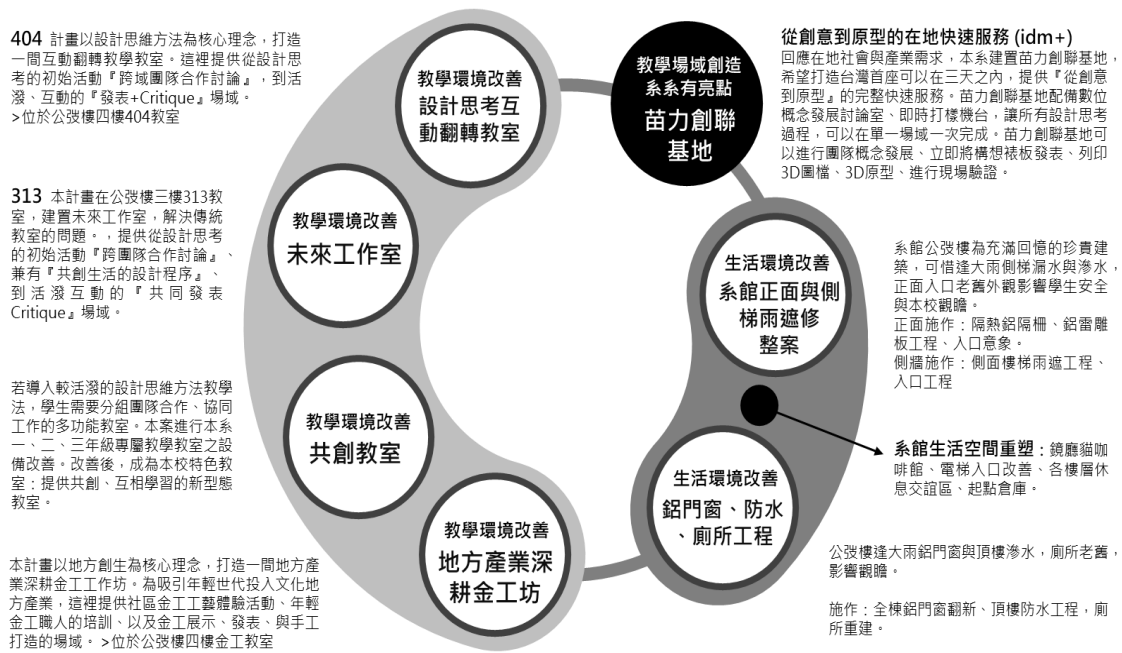 404 計畫以設計思維方法為核心理念，打造
一間互動翻轉教學教室。這裡提供從設計思
考的初始活動『跨域團隊合作討論』，到活
潑、互動的『發表+Critique』場域。
>位於公弢樓四樓404教室
313 本計畫在公弢樓三樓313教
室，建置未來工作室，解決傳統
教室的問題。，提供從設計思考
的初始活動『跨團隊合作討論』、
兼有『共創生活的設計程序』、
到活潑互動的『共同發表
Critique』場域。
若導入較活潑的設計思維方法教學
法，學生需要分組團隊合作、協同
工作的多功能教室。本案進行本系
一、二、三年級專屬教學教室之設
備改善。改善後，成為本校特色教
室：提供共創、互相學習的新型態
教室。
本計畫以地方創生為核心理念，打造一間地方產
業深耕金工工作坊。為吸引年輕世代投入文化地
方產業，這裡提供社區金工工藝體驗活動、年輕
金工職人的培訓、以及金工展示、發表、與手工
打造的場域。 >位於公弢樓四樓金工教室
教學環境改善
設計思考互
動翻轉教室
教學環境改善
未來工作室
教學環境改善
共創教室
教學環境改善
地方產業深
耕金工坊
教學場域創造
系系有亮點
苗力創聯
基地
生活環境改善
系館正面與側
梯雨遮修
整案
生活環境改善
鋁門窗、防水
、廁所工程
從創意到原型的在地快速服務 (idm+)
回應在地社會與產業需求，本系建置苗力創聯基地，
希望打造台灣首座可以在三天之內，提供『從創意
到原型』的完整快速服務。苗力創聯基地配備數位
概念發展討論室、即時打樣機台，讓所有設計思考
過程，可以在單一場域一次完成。苗力創聯基地可
以進行團隊概念發展、立即將構想裱板發表、列印
3D圖檔、3D原型、進行現場驗證。
系館公弢樓為充滿回憶的珍貴建
築，可惜逢大雨側梯漏水與滲水，
正面入口老舊外觀影響學生安全
與本校觀瞻。
正面施作：隔熱鋁隔柵、鋁雷雕
板工程、入口意象。
側牆施作：側面樓梯雨遮工程、
入口工程
系館生活空間重塑：鏡廳貓咖
啡館、電梯入口改善、各樓層休
息交誼區、起點倉庫。
公弢樓逢大雨鋁門窗與頂樓滲水，廁所老舊，
影響觀瞻。
施作：全棟鋁門窗翻新、頂樓防水工程，廁
所重建。